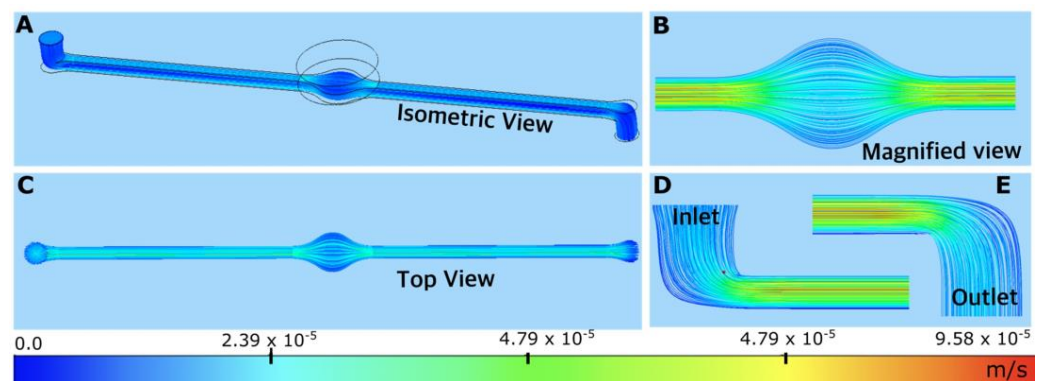 A
Isometric View
B
Magnified view
C
Top View
D
Inlet
E
Outlet
0.0 2.39 x 10⁻⁵ 4.79 x 10⁻⁵ 4.79 x 10⁻⁵ 9.58 x 10⁻⁵
m/s